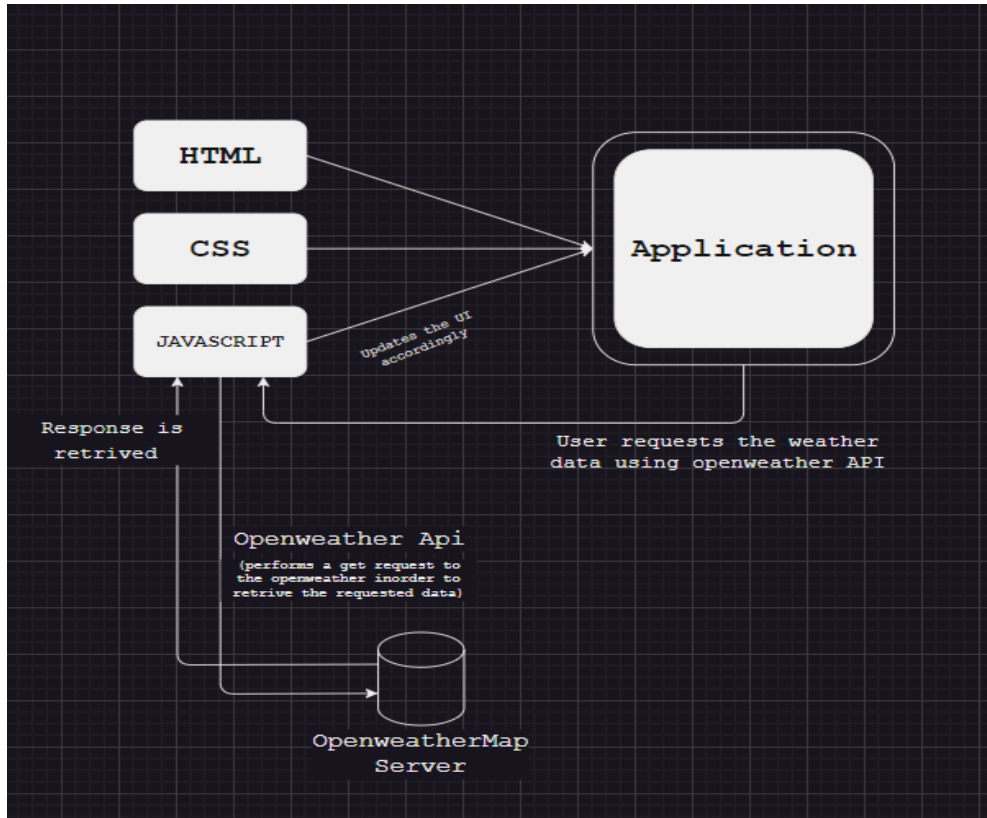 HTML
CSS
Application
JAVASCRIPT
Updates the UI
accordingly
Response is
retrived
User requests the weather
data using openweather API
Openweather Api
(performs a get request to
the openweather inorder to
retrive the requested data)
OpenweatherMap
Server